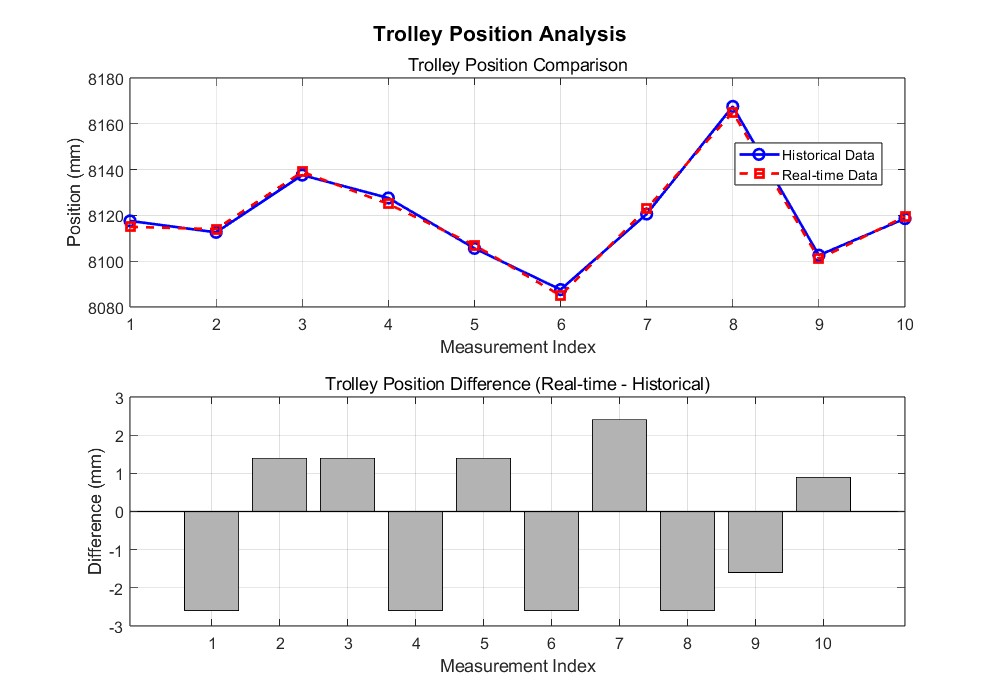 Trolley Position Analysis
Trolley Position Comparison
8180
8160
8140
8120
8100
8080
Position (mm)
Historical Data
Real-time Data
1 2 3 4 5 6 7 8 9 10
Measurement Index
Trolley Position Difference (Real-time - Historical)
3
2
1
0
-1
-2
-3
Difference (mm)
1 2 3 4 5 6 7 8 9 10
Measurement Index